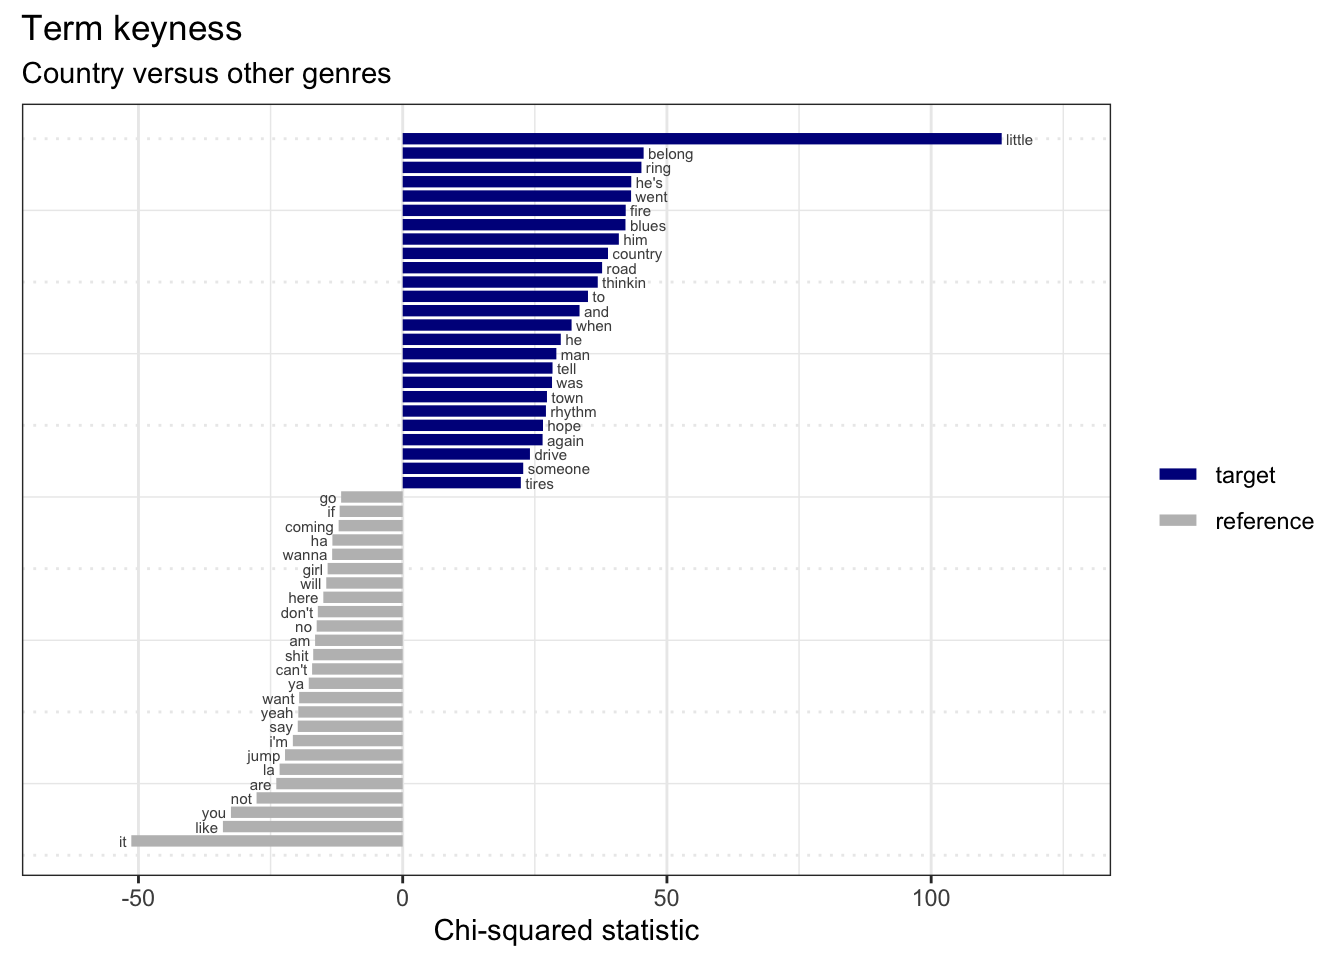 Term keyness
Country versus other genres
little
belong
ring
he's
went
fire
blues
him
country
road
thinkin
to
and
when
he
man
tell
was
town
rhythm
hope
again
drive
someone
tires
go
if
coming
ha
wanna
girl
will
here
don't
no
am
shit
can't
ya
want
yeah
say
i'm
jump
la
are
not
you
like
it
target
reference
-50 0 50 100
Chi-squared statistic